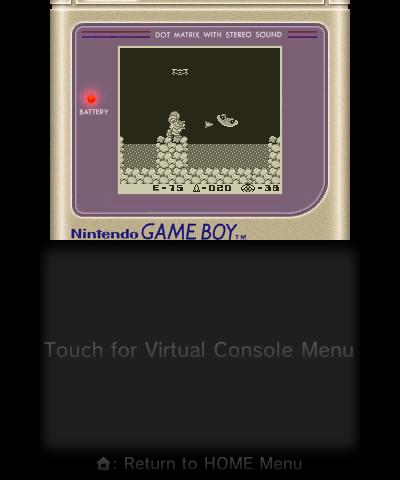 DOT MATRIX WITH STEREO SOUND
BATTERY
E-75 -020 -38
Nintendo GAME BOY TM
Touch for Virtual Console Menu
: Return to HOME Menu